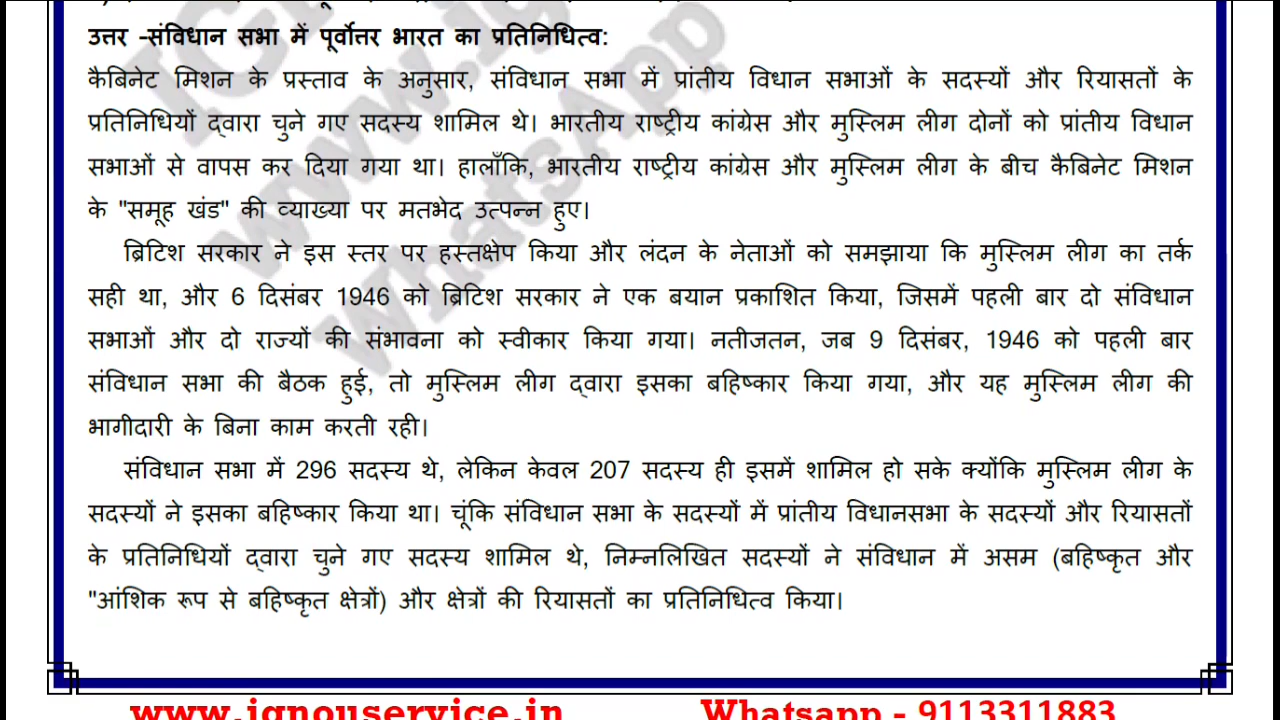 उत्तर –संविधान सभा में पूर्वोत्तर भारत का प्रतिनिधित्व:
कैबिनेट मिशन के प्रस्ताव के अनुसार, संविधान सभा में प्रांतीय विधान सभाओं के सदस्यों और रियासतों के
प्रतिनिधियों द्वारा चुने गए सदस्य शामिल थे। भारतीय राष्ट्रीय कांग्रेस और मुस्लिम लीग दोनों को प्रांतीय विधान
सभाओं से वापस कर दिया गया था। हालाँकि, भारतीय राष्ट्रीय कांग्रेस और मुस्लिम लीग के बीच कैबिनेट मिशन
के "समूह खंड" की व्याख्या पर मतभेद उत्पन्न हुए।
ब्रिटिश सरकार ने इस स्तर पर हस्तक्षेप किया और लंदन के नेताओं को समझाया कि मुस्लिम लीग का तर्क
सही था, और 6 दिसंबर 1946 को ब्रिटिश सरकार ने एक बयान प्रकाशित किया, जिसमें पहली बार दो संविधान
सभाओं और दो राज्यों की संभावना को स्वीकार किया गया। नतीजतन, जब 9 दिसंबर, 1946 को पहली बार
संविधान सभा की बैठक हुई, तो मुस्लिम लीग द्वारा इसका बहिष्कार किया गया, और यह मुस्लिम लीग की
भागीदारी के बिना काम करती रही।
संविधान सभा में 296 सदस्य थे, लेकिन केवल 207 सदस्य ही इसमें शामिल हो सके क्योंकि मुस्लिम लीग के
सदस्यों ने इसका बहिष्कार किया था। चूंकि संविधान सभा के सदस्यों में प्रांतीय विधानसभा के सदस्यों और रियासतों
के प्रतिनिधियों द्वारा चुने गए सदस्य शामिल थे, निम्नलिखित सदस्यों ने संविधान में असम (बहिष्कृत और
"आंशिक रूप से बहिष्कृत क्षेत्रों) और क्षेत्रों की रियासतों का प्रतिनिधित्व किया।
www.ignouservice.in Whatsapp - 9113311883